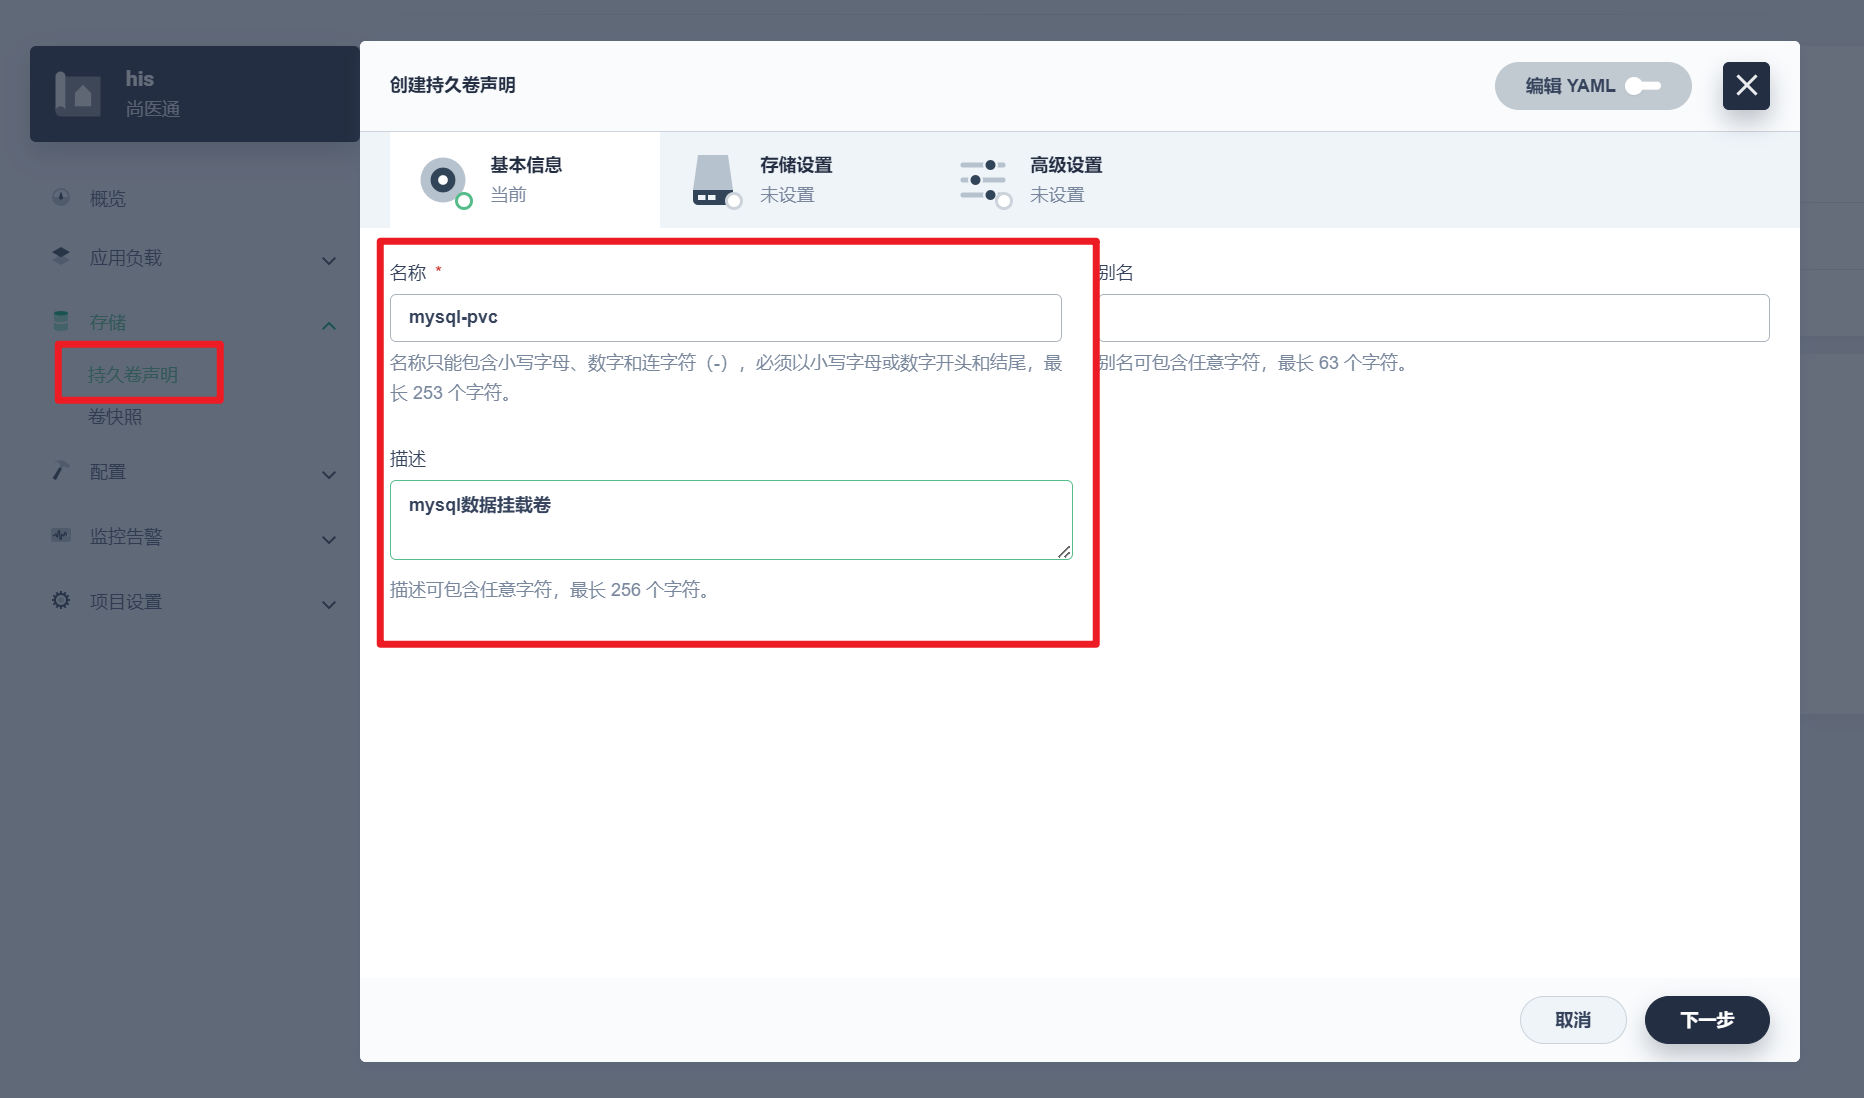 his
尚医通
概览
应用负载
存储
持久卷声明
卷快照
配置
监控告警
项目设置
创建持久卷声明
编辑 YAML
基本信息
当前
存储设置
未设置
高级设置
未设置
名称 *
mysql-pvc
名称只能包含小写字母、数字和连字符（-），必须以小写字母或数字开头和结尾，最
长 253 个字符。
别名
别名可包含任意字符，最长 63 个字符。
描述
mysql数据挂载卷
描述可包含任意字符，最长 256 个字符。
取消
下一步